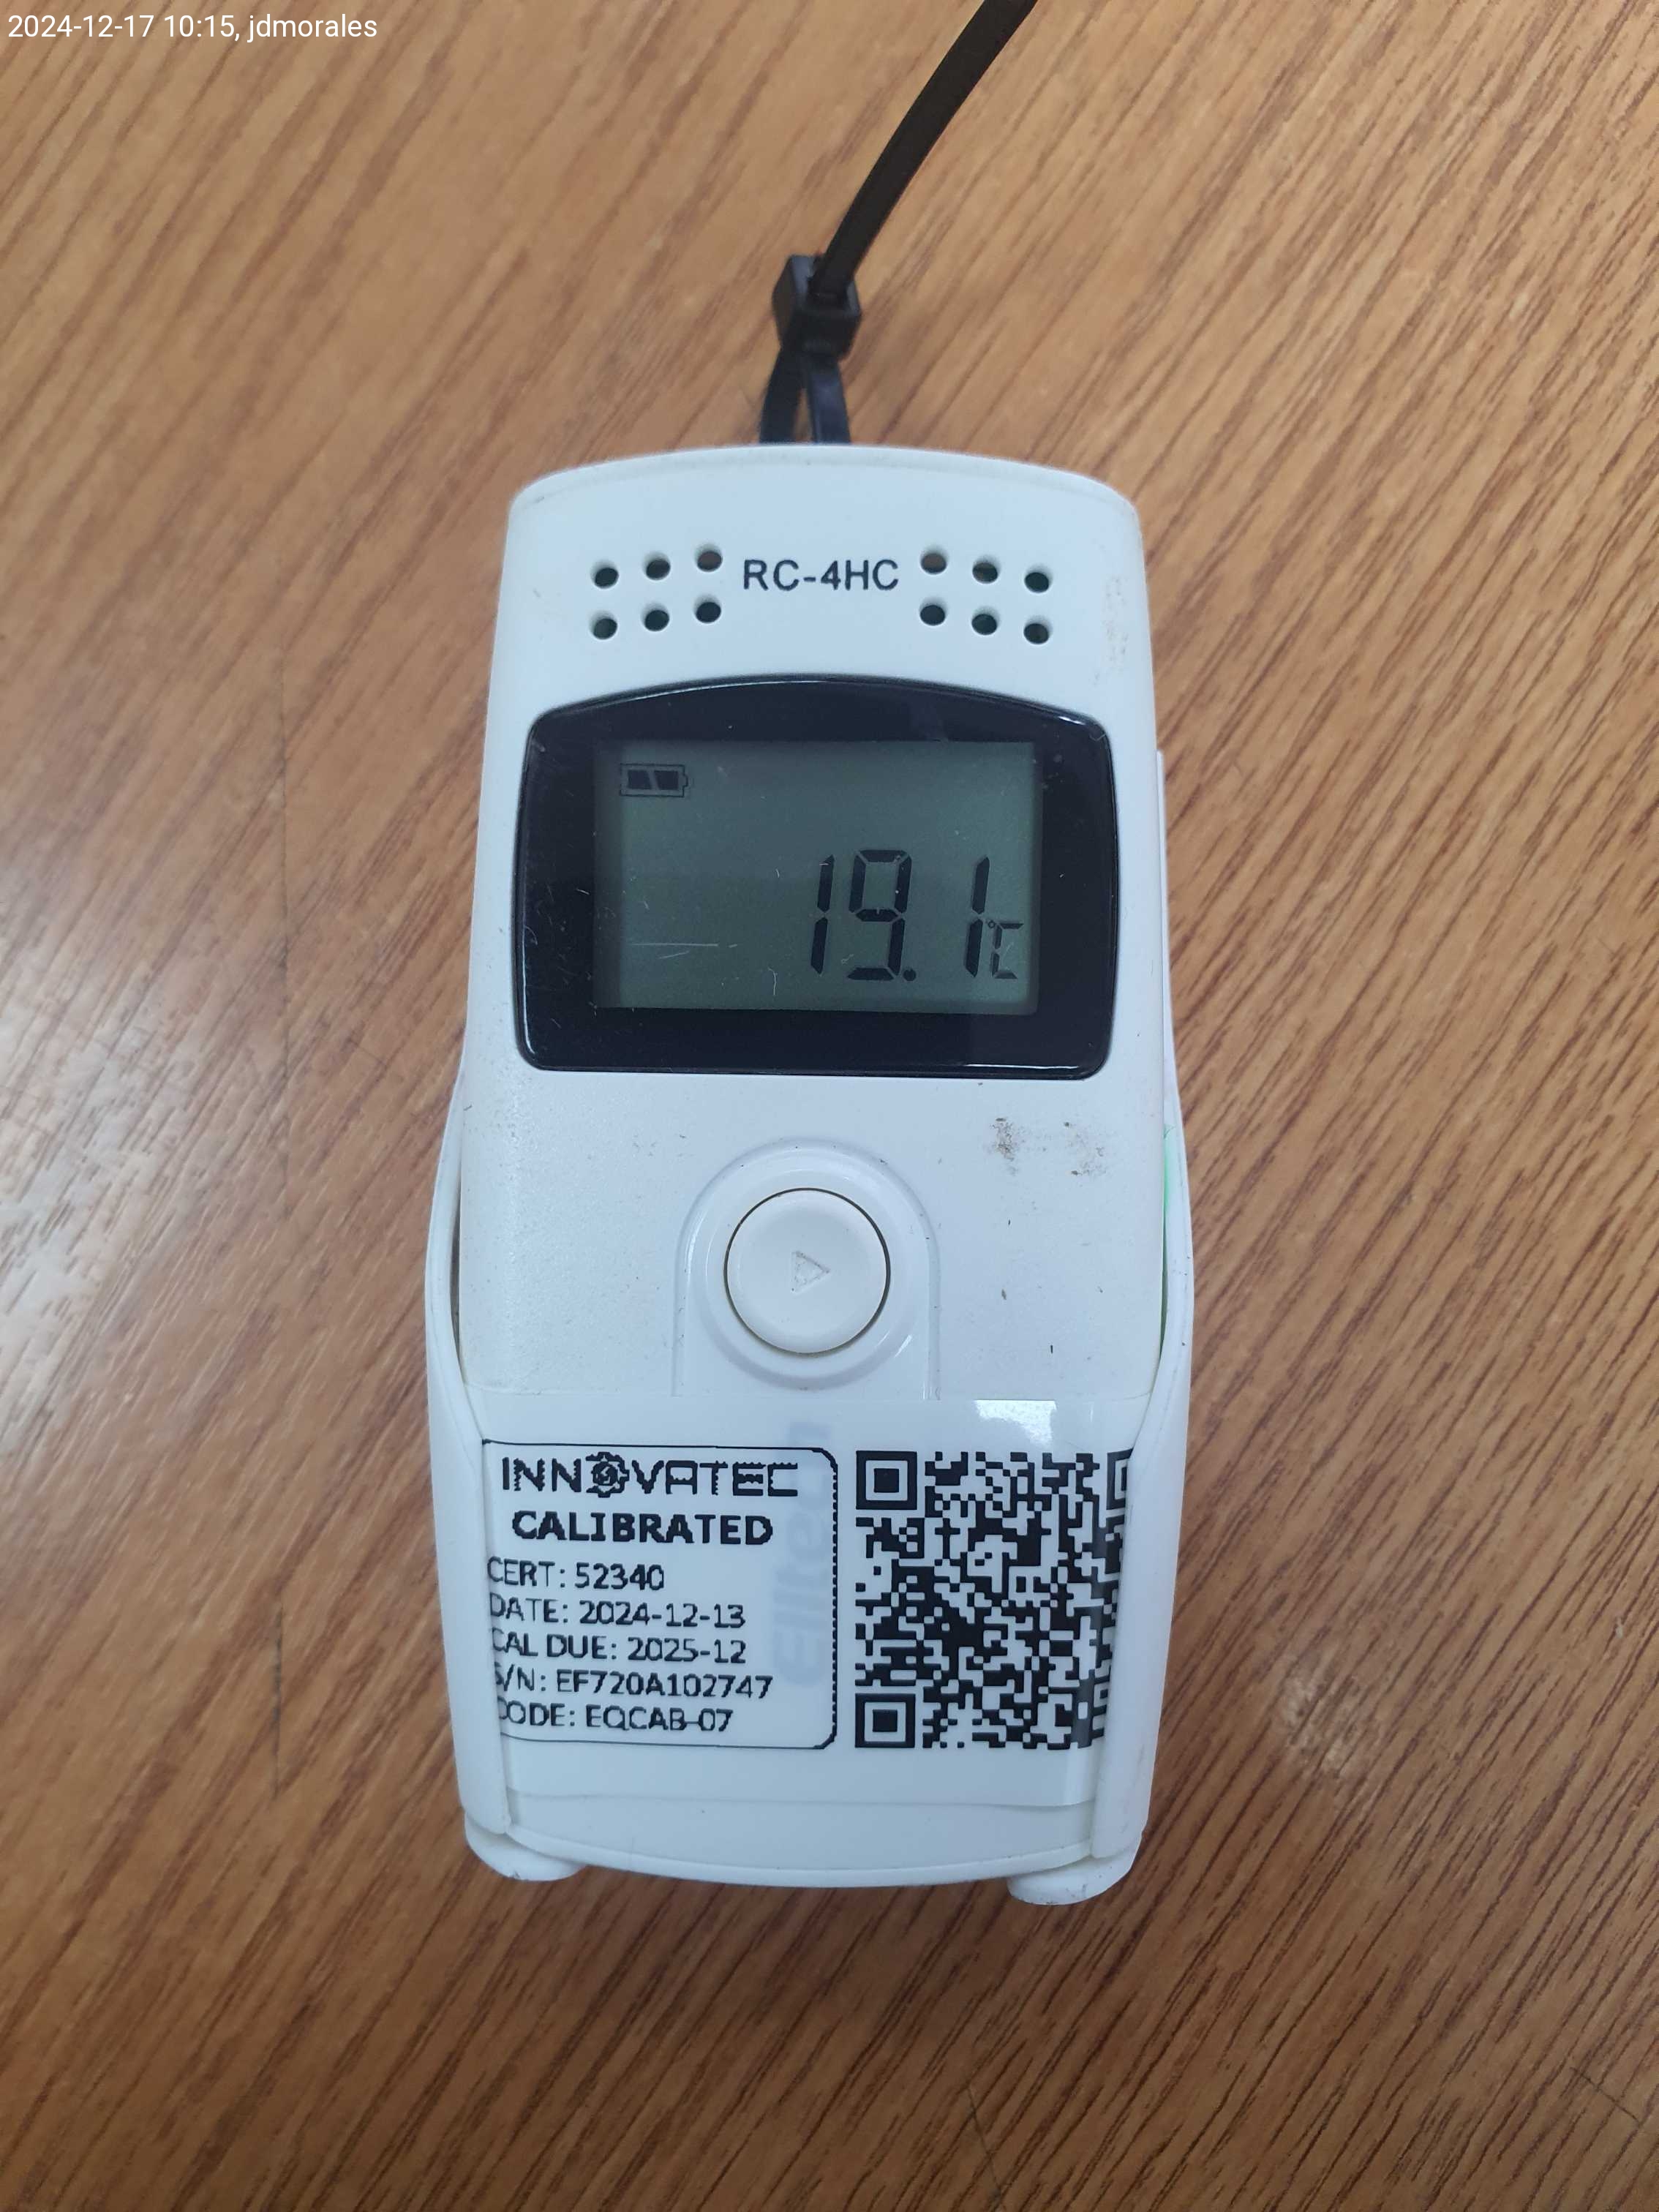 2024-12-17 10:15, jdmorales
RC-4HC
19.1℃
INNOVATEC
CALIBRATED
CERT: 52340
DATE: 2024-12-13
CAL DUE: 2025-12
S/N: EF720A102747
CODE: EQCAB-07
Elitech